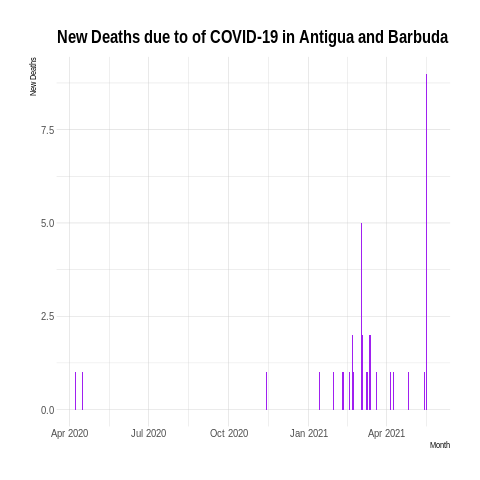 New Deaths due to of COVID-19 in Antigua and Barbuda
New Deaths
7.5
5.0
2.5
0.0
Apr 2020 Jul 2020 Oct 2020 Jan 2021 Apr 2021
Month